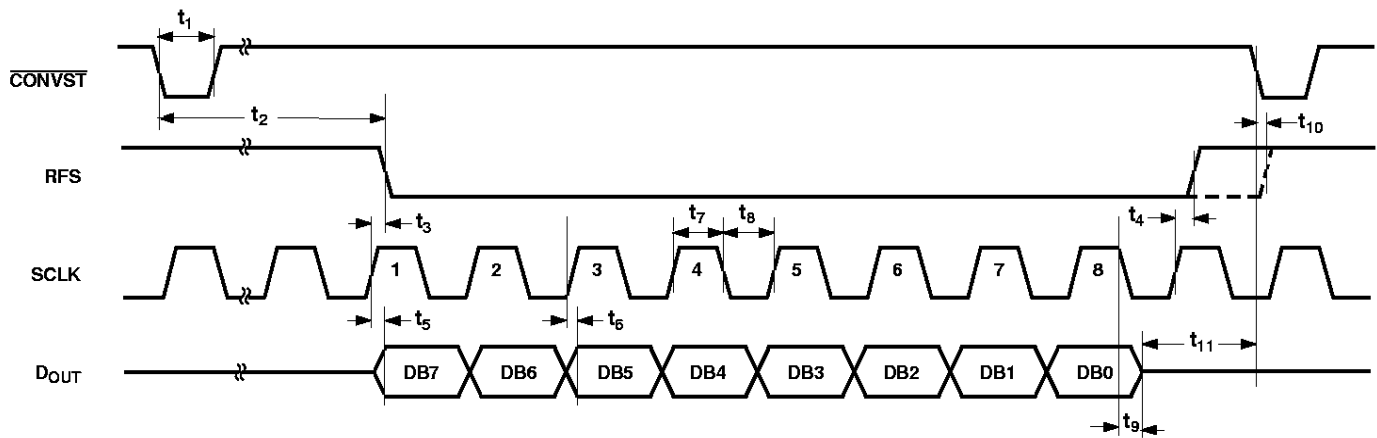 t1
CONVST
t2
t10
RFS
t3
t7
t8
t4
SCLK
1 2 3 4 5 6 7 8
t5
t6
t11
DOUT
DB7 DB6 DB5 DB4 DB3 DB2 DB1 DB0
t9